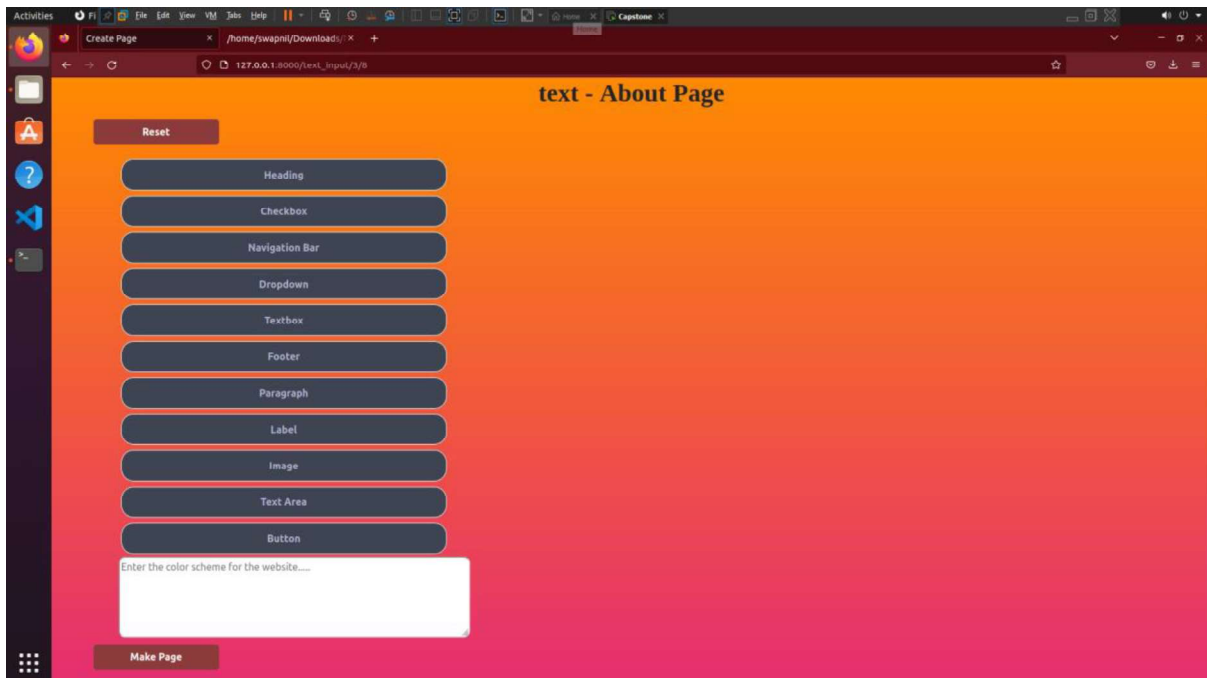 Activities Fi File Edit View VM Tabs Help Home Capstone
Home
Create Page /home/swapnil/Downloads/
127.0.0.1:8000/text_input/3/8
text - About Page
Reset
Heading
Checkbox
Navigation Bar
Dropdown
Textbox
Footer
Paragraph
Label
Image
Text Area
Button
Enter the color scheme for the website.....
Make Page